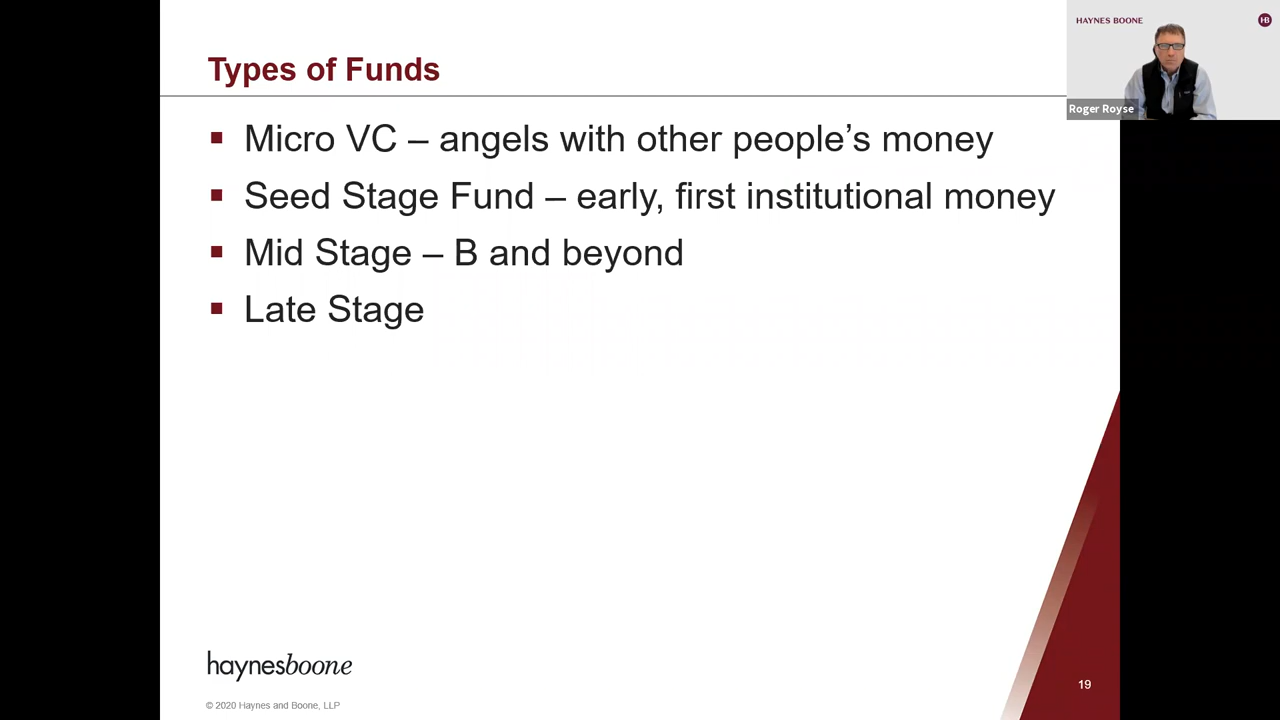 Types of Funds
▪ Micro VC – angels with other people’s money
▪ Seed Stage Fund – early, first institutional money
▪ Mid Stage – B and beyond
▪ Late Stage
haynesboone
© 2020 Haynes and Boone, LLP
19
HAYNES BOONE
HB
Roger Royse